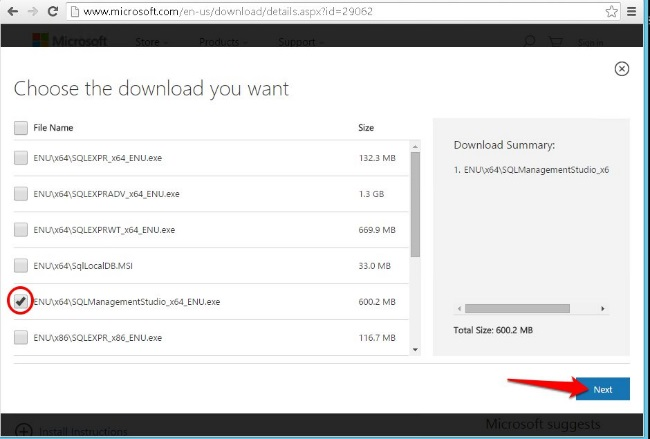 www.microsoft.com/en-us/download/details.aspx?id=29062
Microsoft Store Products Support Sign in
Choose the download you want
File Name Size
ENU\x64\SQLEXPR_x64_ENU.exe 132.3 MB
ENU\x64\SQLEXPRADV_x64_ENU.exe 1.3 GB
ENU\x64\SQLEXPRWT_x64_ENU.exe 669.9 MB
ENU\x64\SqlLocalDB.MSI 33.0 MB
ENU\x64\SQLManagementStudio_x64_ENU.exe 600.2 MB
ENU\x86\SQLEXPR_x86_ENU.exe 116.7 MB
Download Summary:
1. ENU\x64\SQLManagementStudio_x6
Total Size: 600.2 MB
Next
Install Instructions
Microsoft suggests